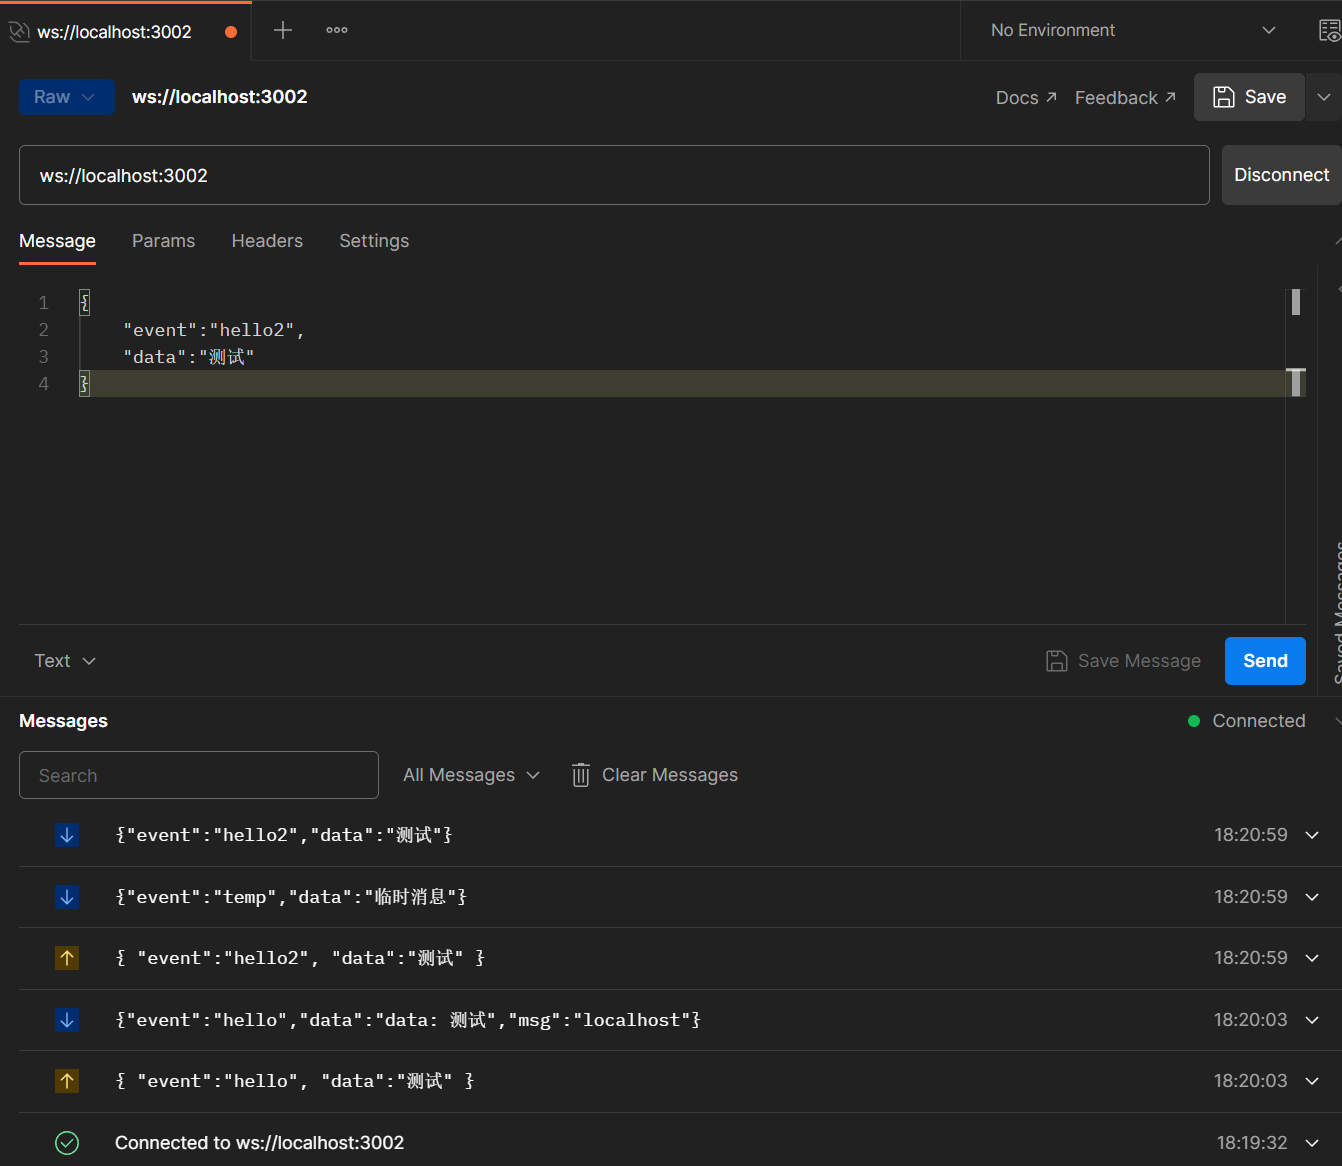 ws://localhost:3002
No Environment
Raw
ws://localhost:3002
Docs
Feedback
Save
ws://localhost:3002
Disconnect
Message
Params
Headers
Settings
1 {
2 "event":"hello2",
3 "data":"测试"
4 }
Saved Messages
Text
Save Message
Send
Messages
Connected
Search
All Messages
Clear Messages
{"event":"hello2","data":"测试"} 18:20:59
{"event":"temp","data":"临时消息"} 18:20:59
{ "event":"hello2", "data":"测试" } 18:20:59
{"event":"hello","data":"data: 测试","msg":"localhost"} 18:20:03
{ "event":"hello", "data":"测试" } 18:20:03
Connected to ws://localhost:3002 18:19:32